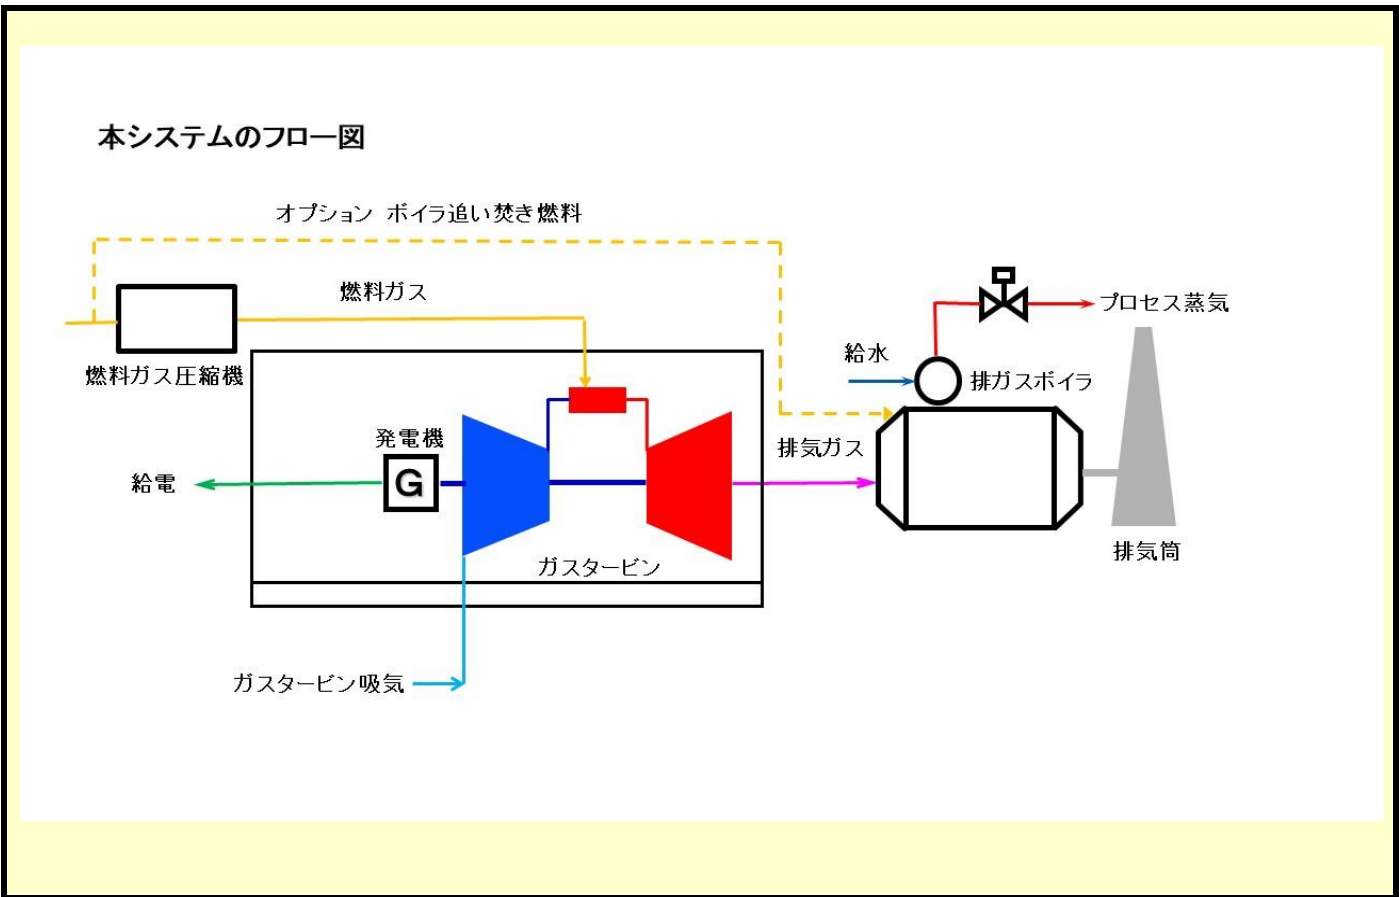 本システムのフロー図
オプション ボイラ追い焚き燃料
燃料ガス
プロセス蒸気
給水
燃料ガス圧縮機
排ガスボイラ
発電機
排気ガス
給電
G
排気筒
ガスタービン
ガスタービン吸気